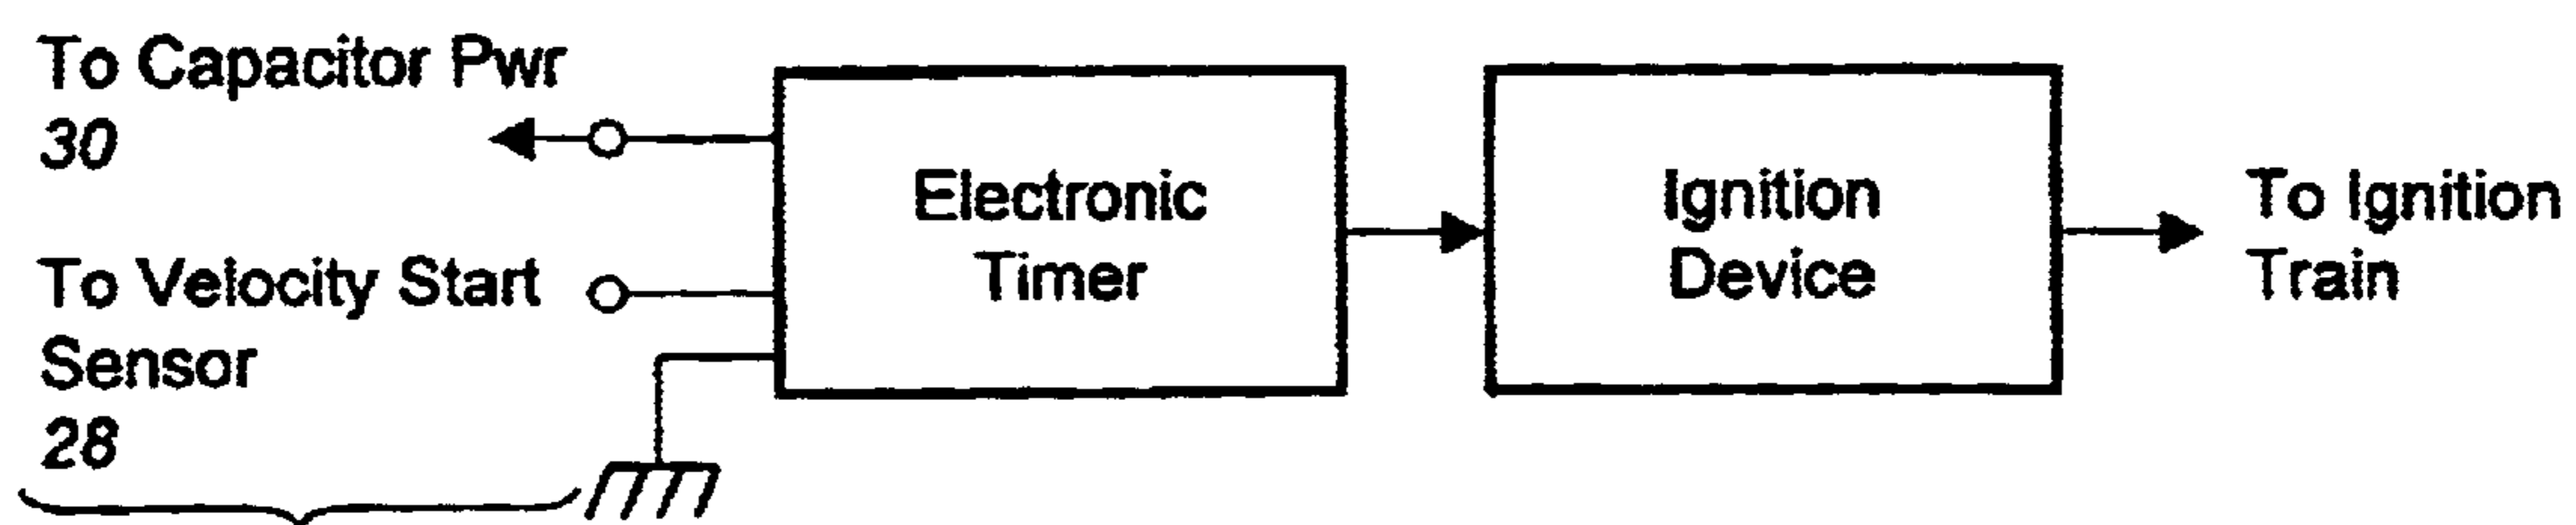 To Capacitor Pwr
30
To Velocity Start
Sensor
28
Electronic
Timer
Ignition
Device
To Ignition
Train